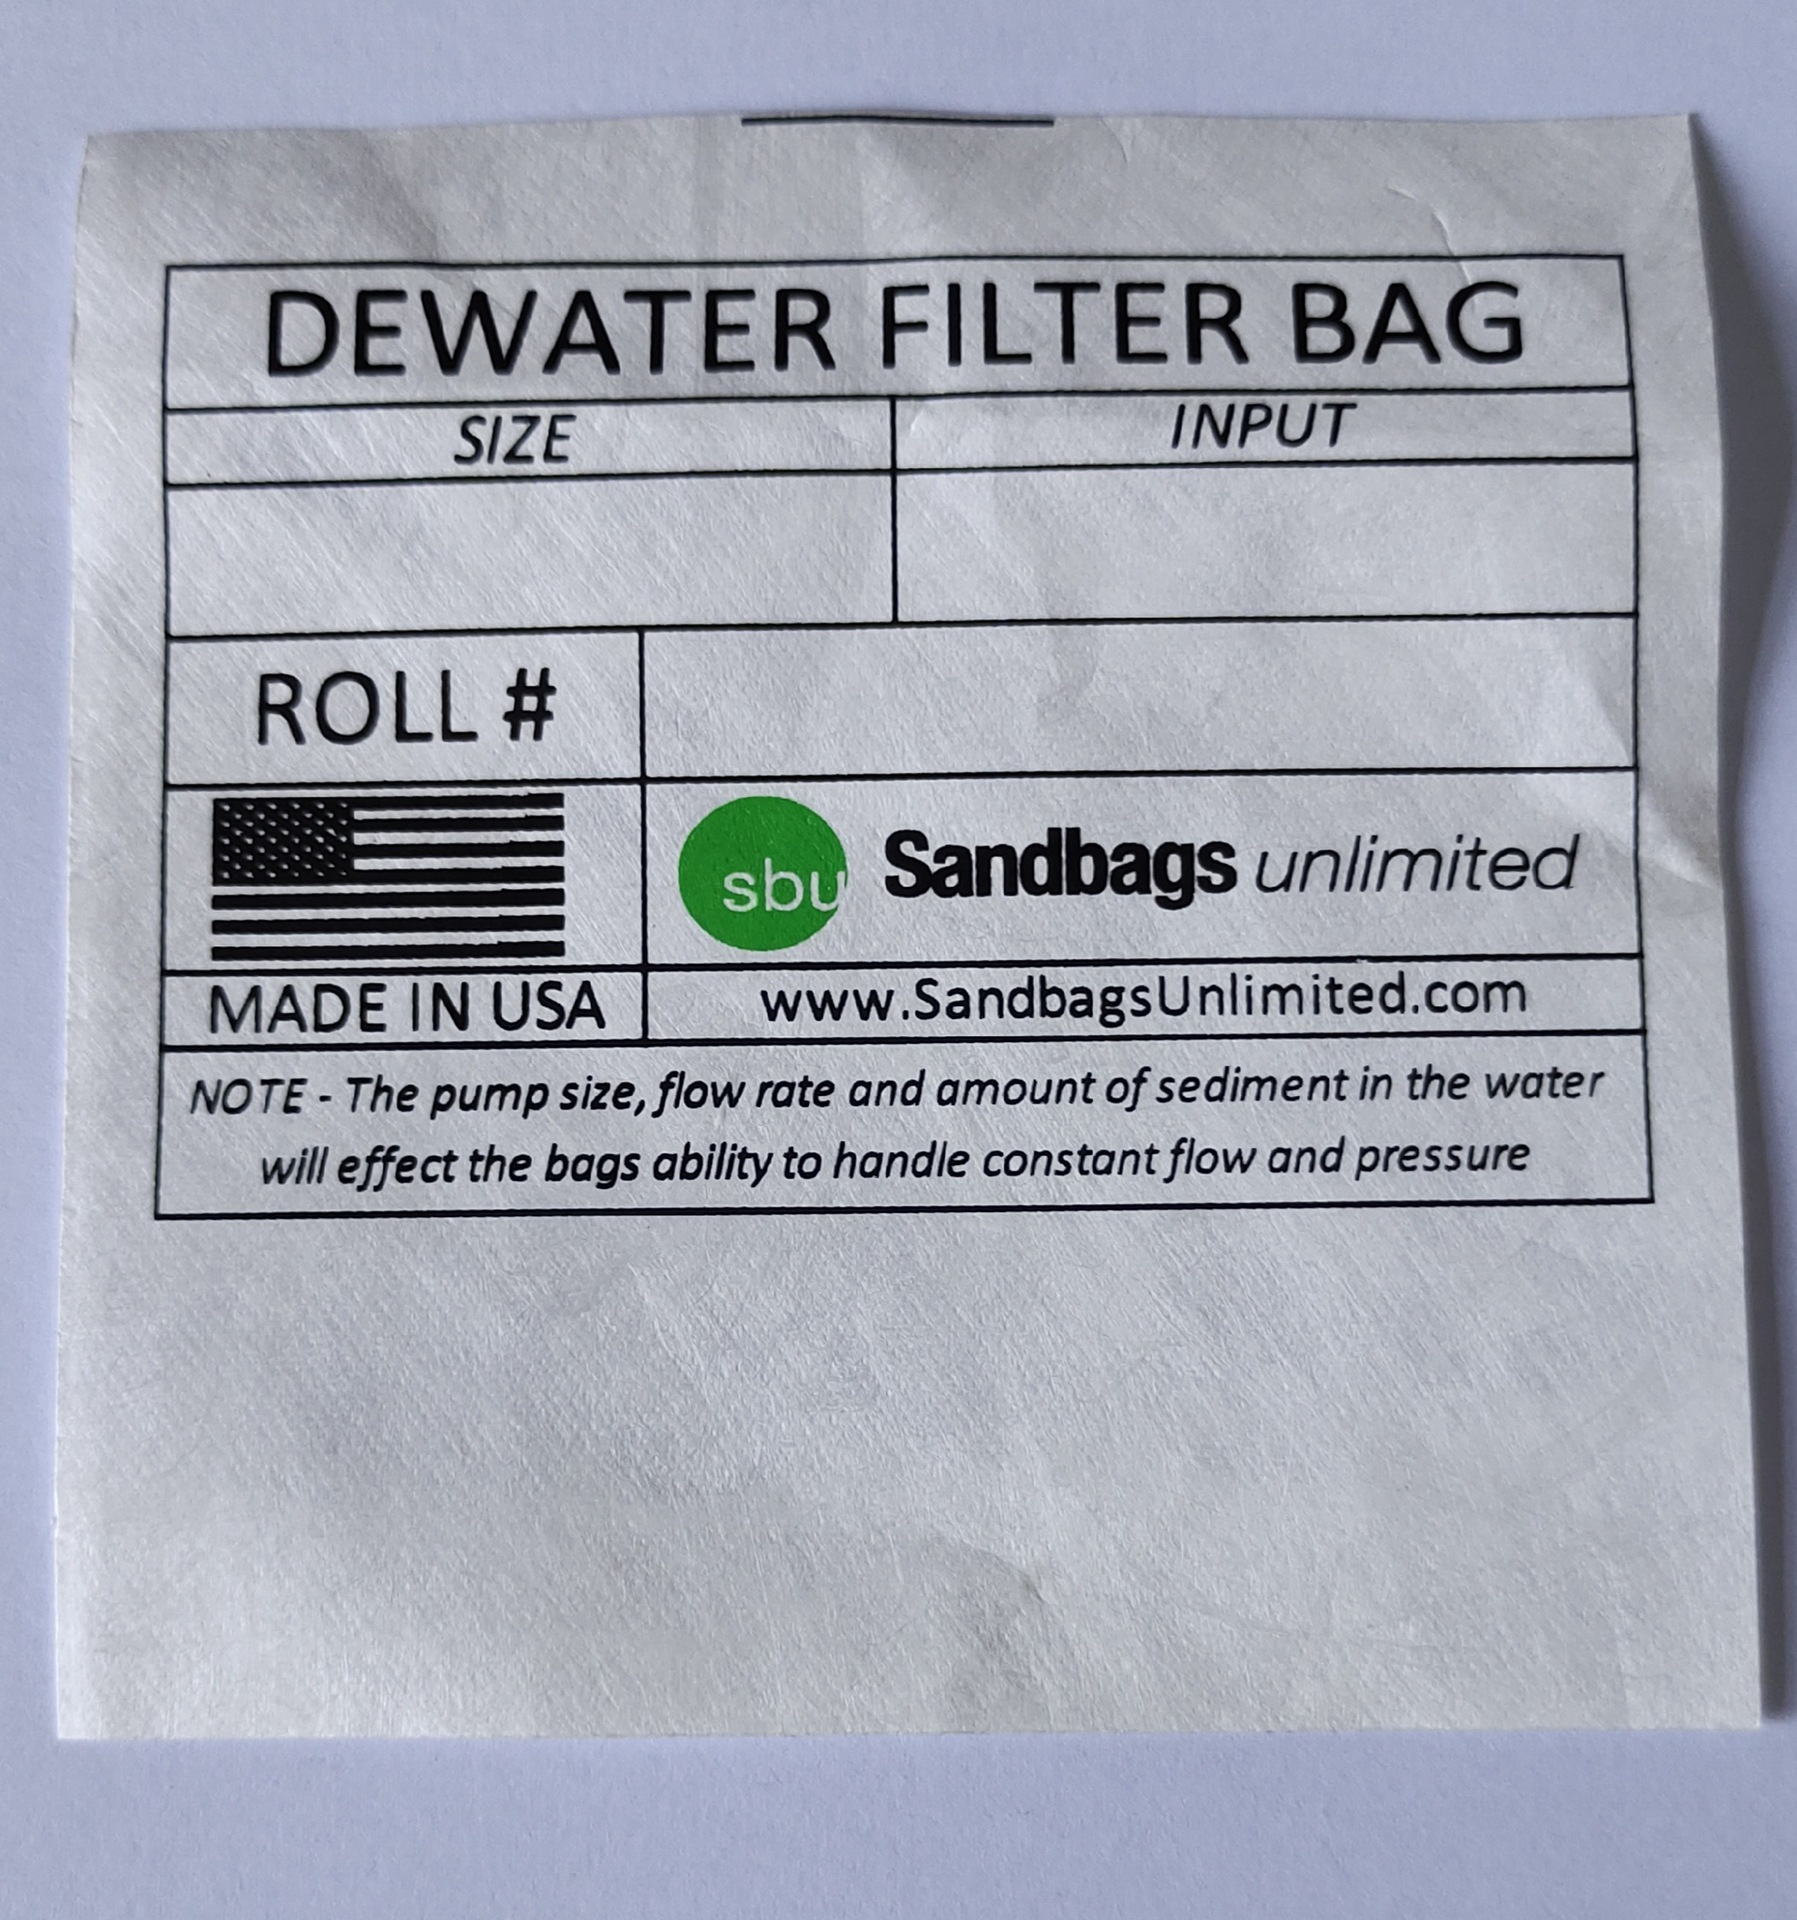 DEWATER FILTER BAG
SIZE
INPUT
ROLL #
sbu Sandbags unlimited
MADE IN USA
www.SandbagsUnlimited.com
NOTE - The pump size, flow rate and amount of sediment in the water
will effect the bags ability to handle constant flow and pressure